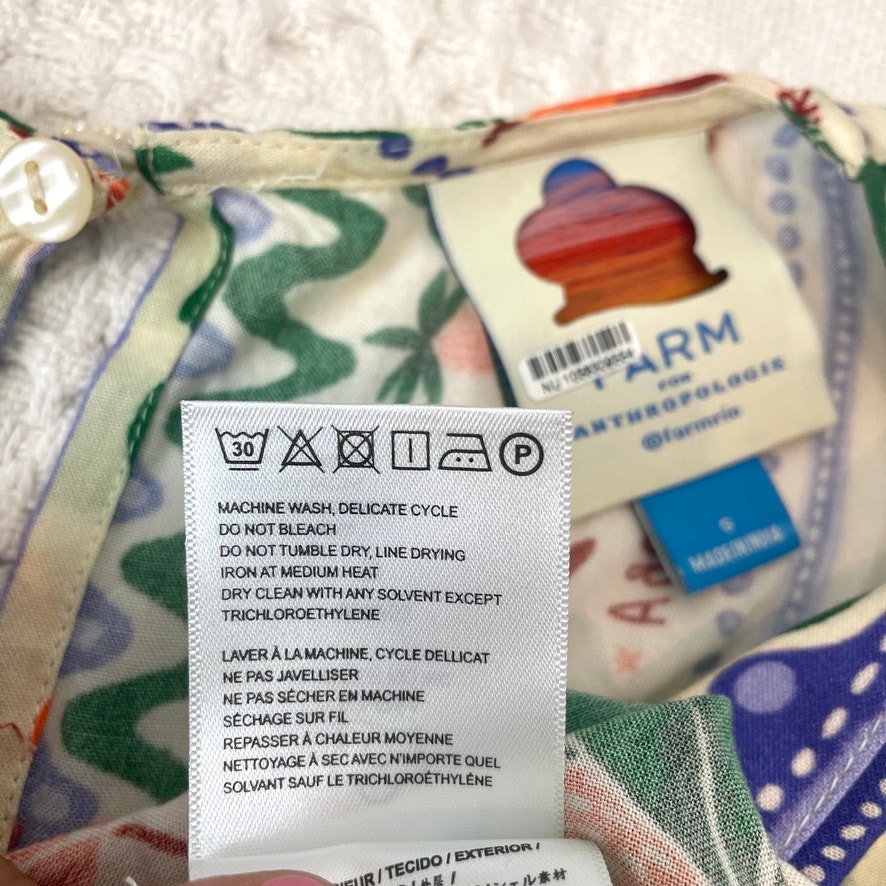 FARM
FOR
ANTHROPOLOGIE
@farmrio
S
MADE IN INDIA
30
P
MACHINE WASH, DELICATE CYCLE
DO NOT BLEACH
DO NOT TUMBLE DRY, LINE DRYING
IRON AT MEDIUM HEAT
DRY CLEAN WITH ANY SOLVENT EXCEPT
TRICHLOROETHYLENE
LAVER À LA MACHINE, CYCLE DELLICAT
NE PAS JAVELLISER
NE PAS SÉCHER EN MACHINE
SÉCHAGE SUR FIL
REPASSER À CHALEUR MOYENNE
NETTOYAGE À SEC AVEC N'IMPORTE QUEL
SOLVANT SAUF LE TRICHLOROÉTHYLÈNE
/ TECIDO / EXTERIOR /